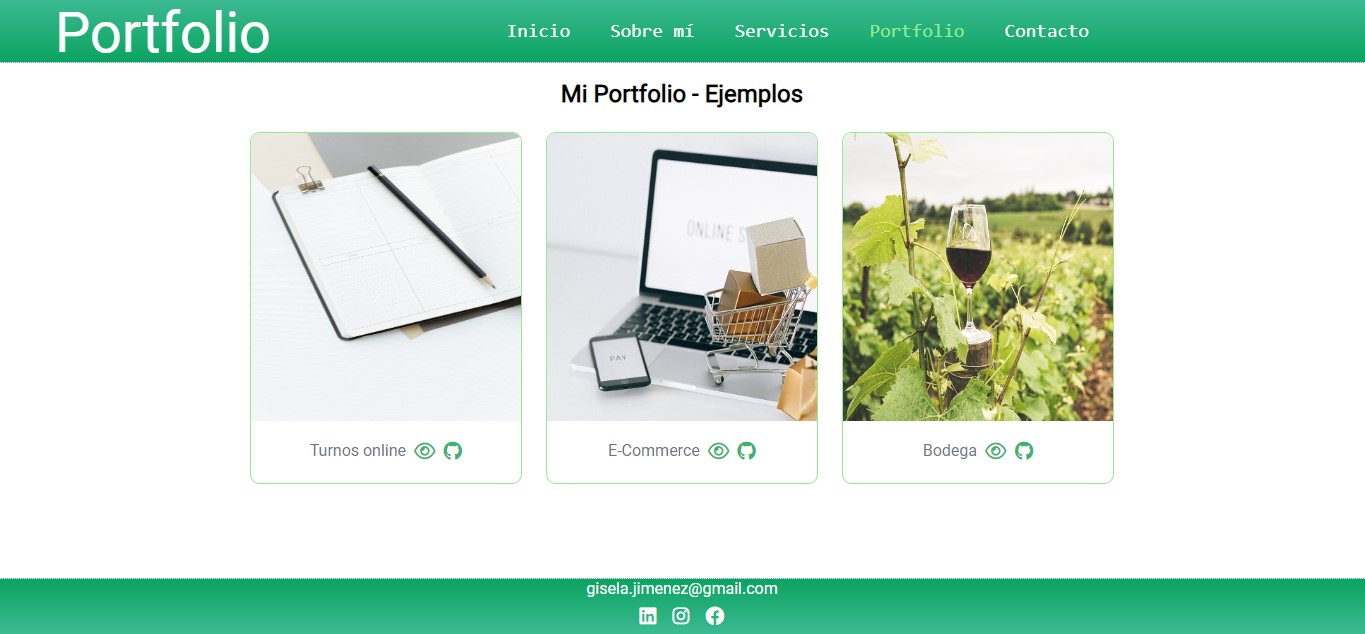 Portfolio
Inicio Sobre mí Servicios Portfolio Contacto
Mi Portfolio - Ejemplos
ONLINE S
PAY
Turnos online
E-Commerce
Bodega
gisela.jimenez@gmail.com